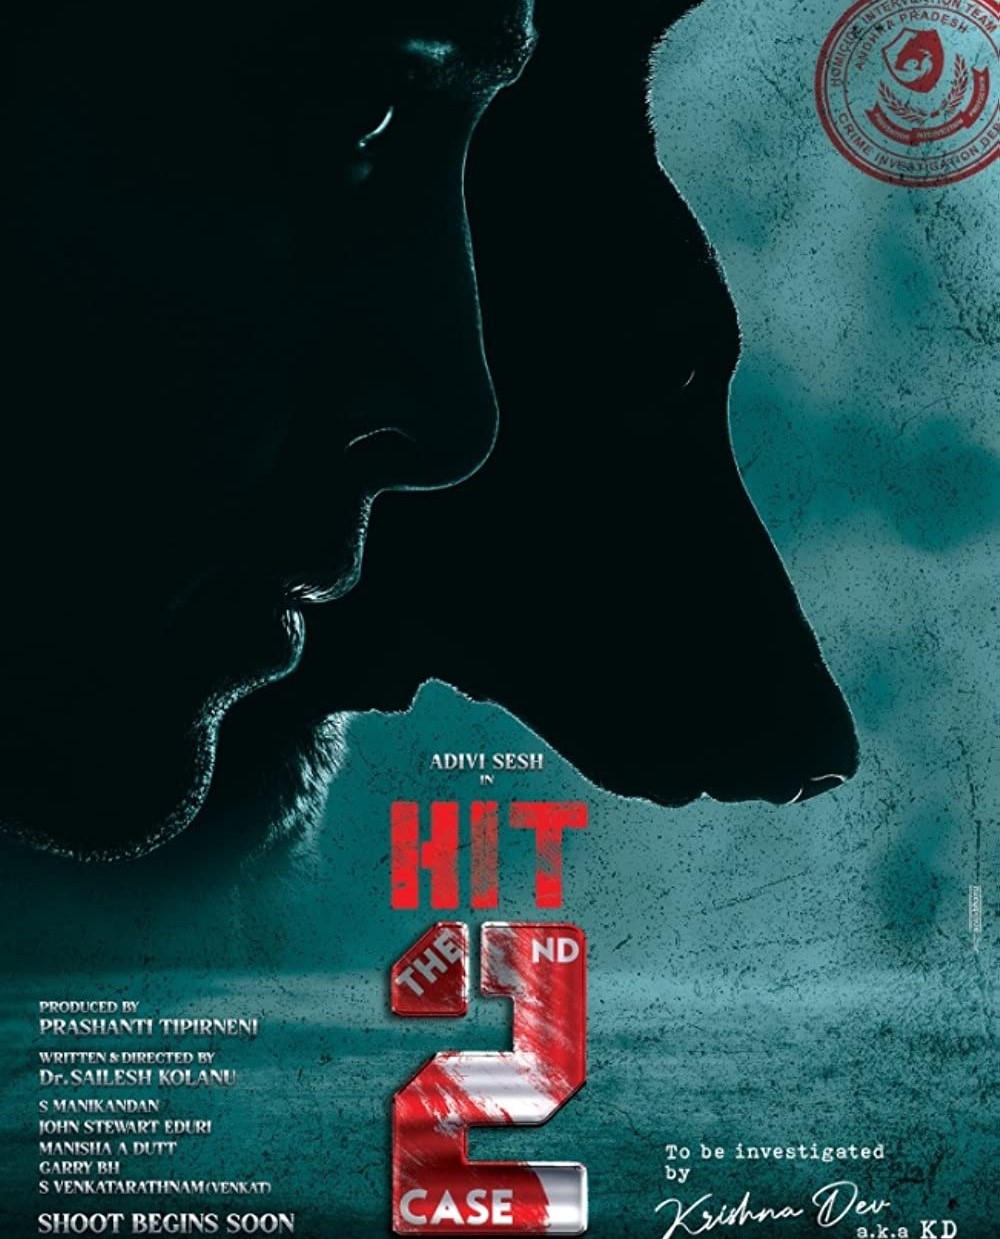 HOMICIDE INTERVENTION TEAM
ANDHRA PRADESH
CRIME INVESTIGATION DEP
ADIVI SESH
IN
HIT
THE
2
ND
CASE
PRODUCED BY
PRASHANTI TIPIRNENI
WRITTEN & DIRECTED BY
Dr. SAILESH KOLANU
S MANIKANDAN
JOHN STEWART EDURI
MANISHA A DUTT
GARRY BH
S VENKATARATHNAM (VENKAT)
SHOOT BEGINS SOON
To be investigated
by
Krishna Dev
a.k.a KD